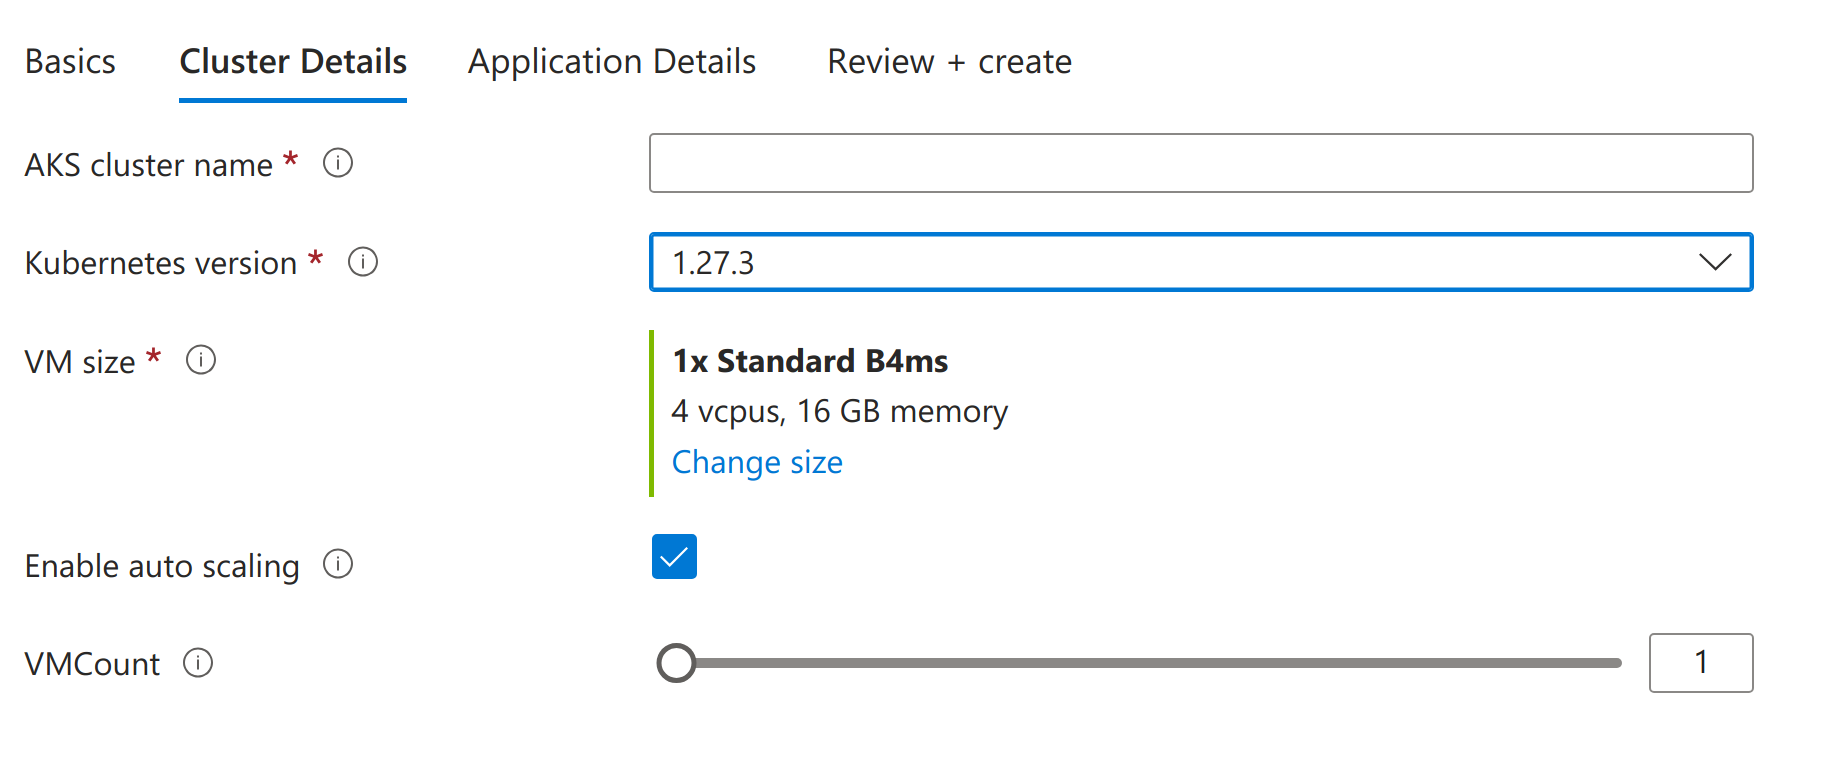 Basics Cluster Details Application Details Review + create
AKS cluster name *
Kubernetes version * 1.27.3
VM size * 1x Standard B4ms
4 vcpus, 16 GB memory
Change size
Enable auto scaling
VMCount 1